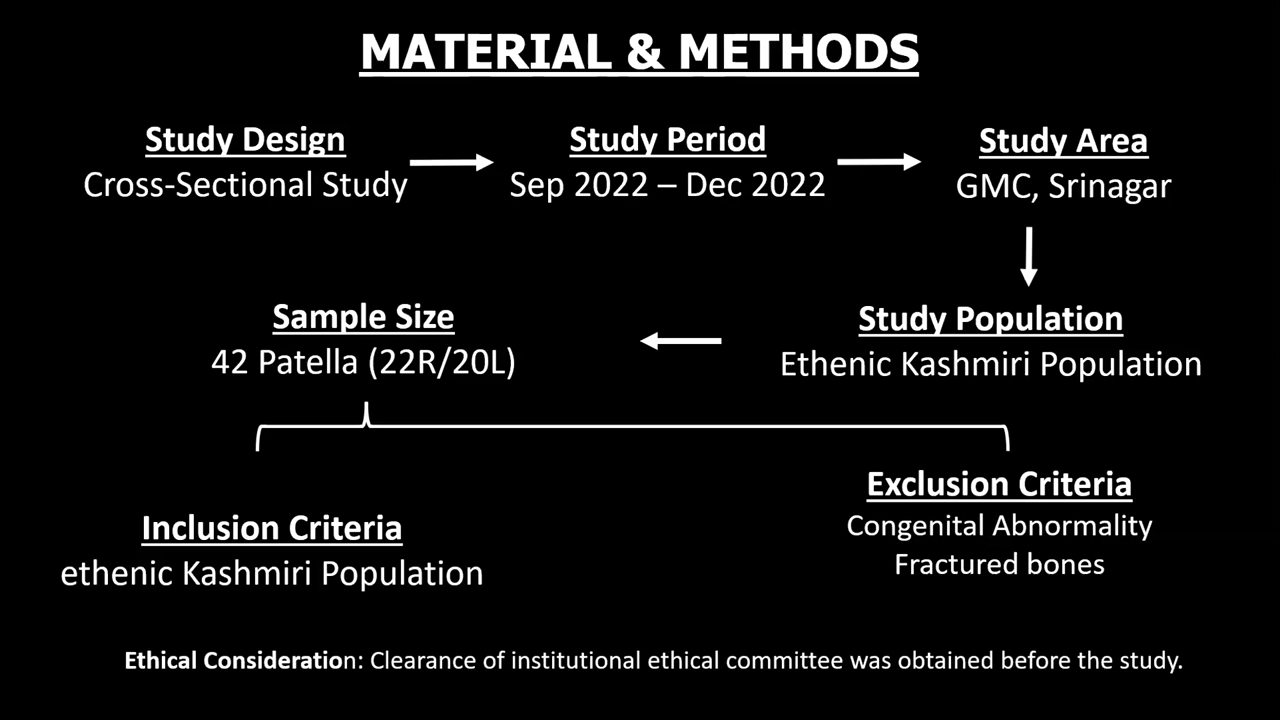 MATERIAL & METHODS
Study Design
Cross-Sectional Study
Study Period
Sep 2022 – Dec 2022
Study Area
GMC, Srinagar
Study Population
Ethenic Kashmiri Population
Sample Size
42 Patella (22R/20L)
Inclusion Criteria
ethenic Kashmiri Population
Exclusion Criteria
Congenital Abnormality
Fractured bones
Ethical Consideration: Clearance of institutional ethical committee was obtained before the study.